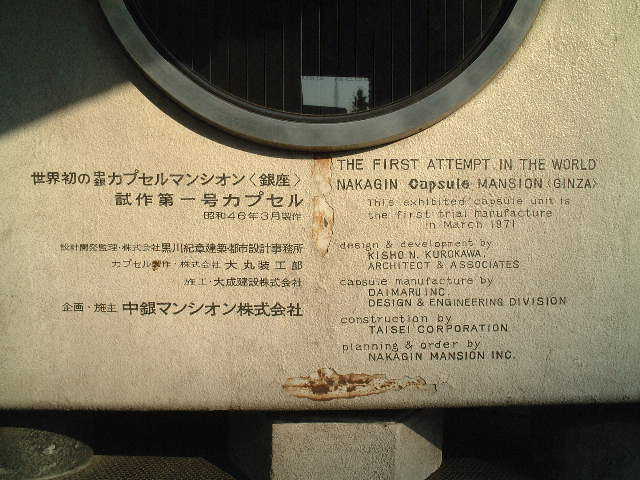 世界初の中銀カプセルマンシオン〈銀座〉
試作第一号カプセル
昭和46年3月製作
設計開発監理・株式会社黒川紀章建築・都市設計事務所
カプセル製作・株式会社大丸装工部
施工・大成建設株式会社
企画・施主 中銀マンシオン株式会社
THE FIRST ATTEMPT IN THE WORLD
NAKAGIN Capsule MANSION〈GINZA〉
This exhibited capsule unit is
the first trial manufacture
in March 1971
design & development by
KISHO N. KUROKAWA,
ARCHITECT & ASSOCIATES
capsule manufacture by
DAIMARU INC
DESIGN & ENGINEERING DIVISION
construction by
TAISEI CORPORATION
planning & order by
NAKAGIN MANSION INC.